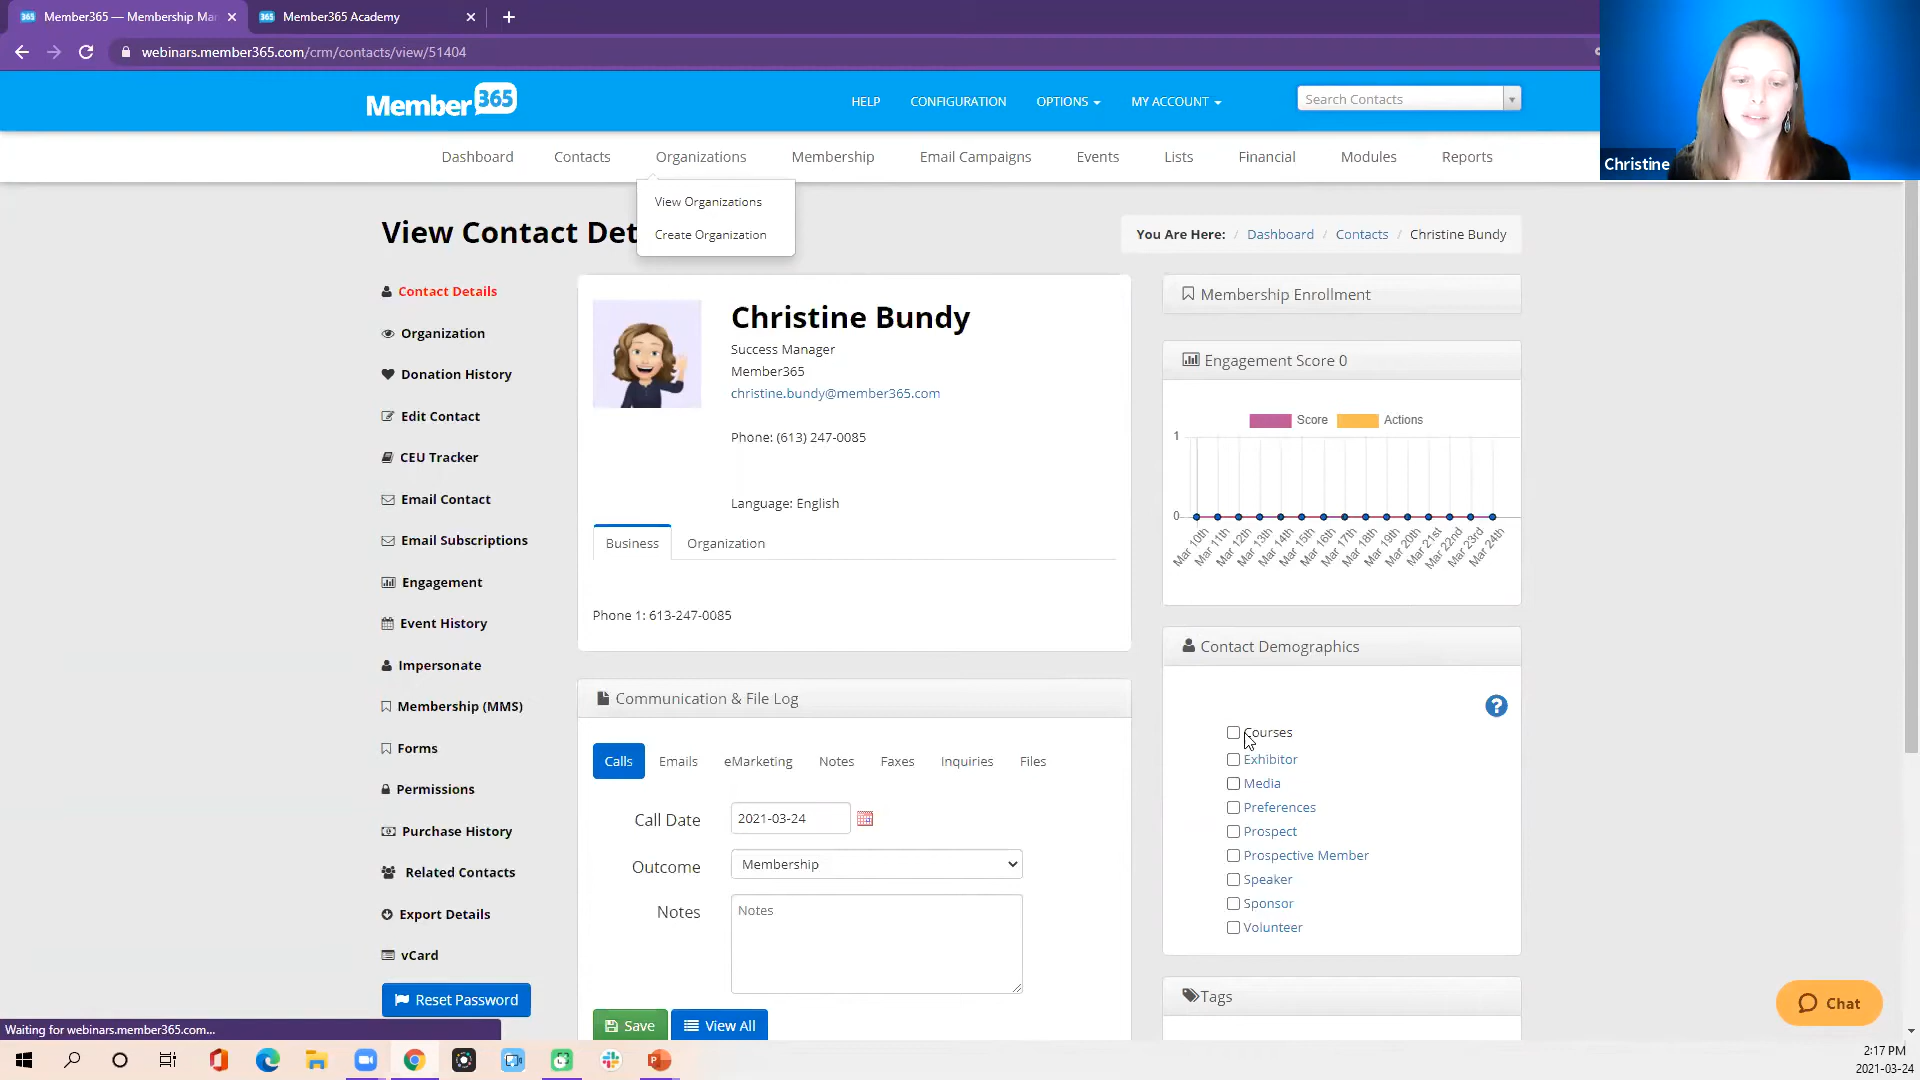 Member365 — Membership Ma
Member365 Academy
webinars.member365.com/crm/contacts/view/51404
Member 365
HELP
CONFIGURATION
OPTIONS
MY ACCOUNT
Search Contacts
Christine
Dashboard
Contacts
Organizations
Membership
Email Campaigns
Events
Lists
Financial
Modules
Reports
View Organizations
Create Organization
View Contact Det
You Are Here: / Dashboard / Contacts / Christine Bundy
Contact Details
Organization
Donation History
Edit Contact
CEU Tracker
Email Contact
Email Subscriptions
Engagement
Event History
Impersonate
Membership (MMS)
Forms
Permissions
Purchase History
Related Contacts
Export Details
vCard
Reset Password
Christine Bundy
Success Manager
Member365
christine.bundy@member365.com
Phone: (613) 247-0085
Language: English
Business
Organization
Phone 1: 613-247-0085
Communication & File Log
Calls
Emails
eMarketing
Notes
Faxes
Inquiries
Files
Call Date
2021-03-24
Outcome
Membership
Notes
Notes
Save
View All
Membership Enrollment
Engagement Score 0
Score
Actions
1
0
Mar 10th
Mar 11th
Mar 12th
Mar 13th
Mar 14th
Mar 15th
Mar 16th
Mar 17th
Mar 18th
Mar 19th
Mar 20th
Mar 21st
Mar 22nd
Mar 23rd
Mar 24th
Contact Demographics
?
Courses
Exhibitor
Media
Preferences
Prospect
Prospective Member
Speaker
Sponsor
Volunteer
Tags
Chat
Waiting for webinars.member365.com...
2:17 PM
2021-03-24